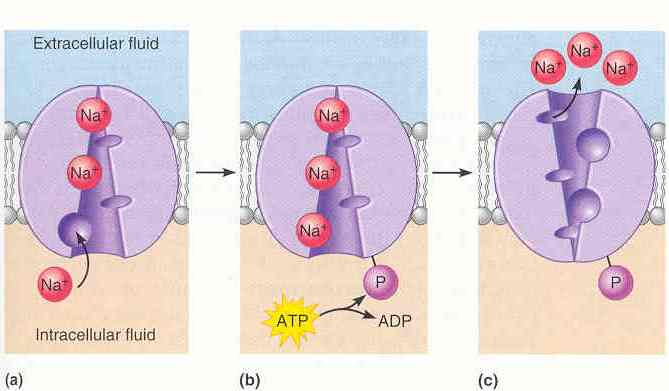 Extracellular fluid
Na⁺
Na⁺
Na⁺
Intracellular fluid
(a)
Na⁺
Na⁺
Na⁺
P
ATP
ADP
(b)
Na⁺
Na⁺
Na⁺
P
(c)